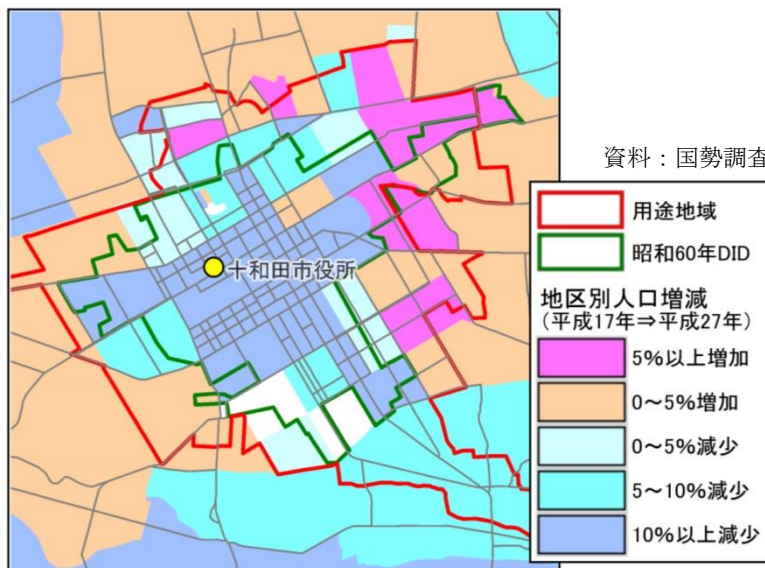 資料：国勢調査
用途地域
昭和60年DID
十和田市役所
地区別人口増減
（平成17年⇒平成27年）
5%以上増加
0～5%増加
0～5%減少
5～10%減少
10%以上減少